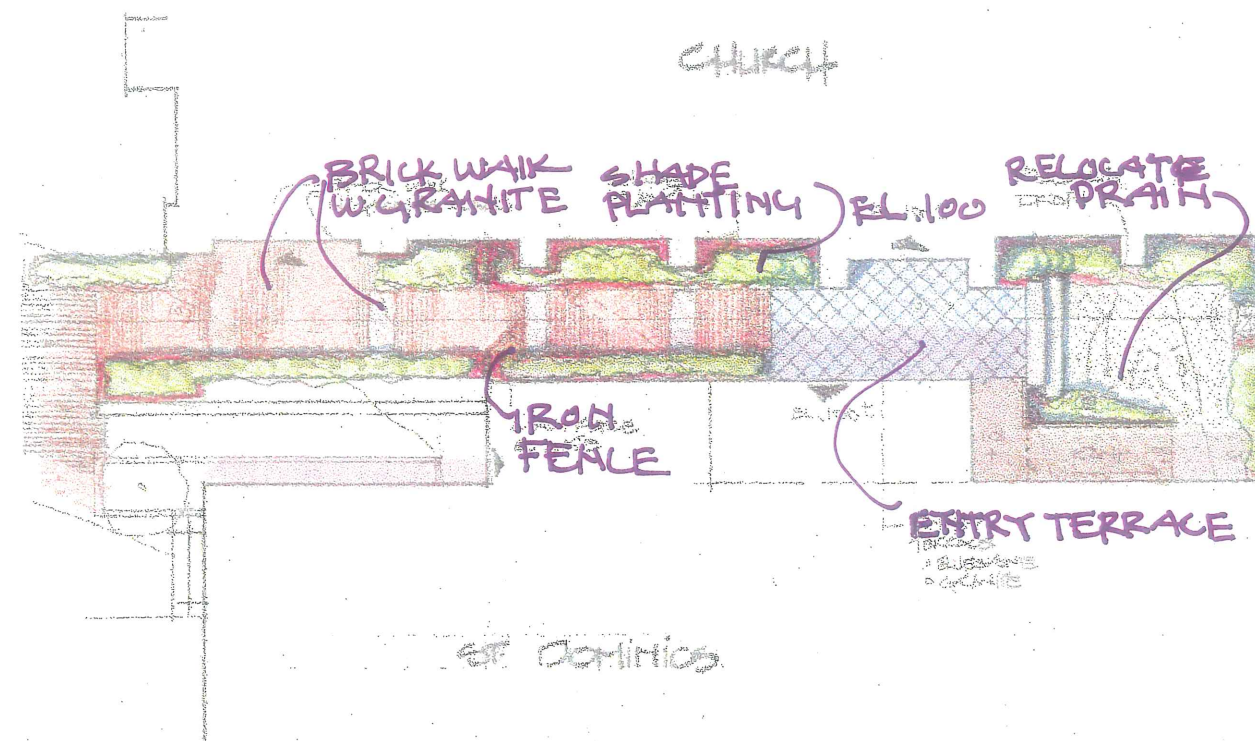 CHURCH
BRICK WALK
W GRANITE
SHADE
PLANTING
EL 100
RELOCATE
DRAIN
IRON
FENCE
ENTRY TERRACE
ST. DOMINICS